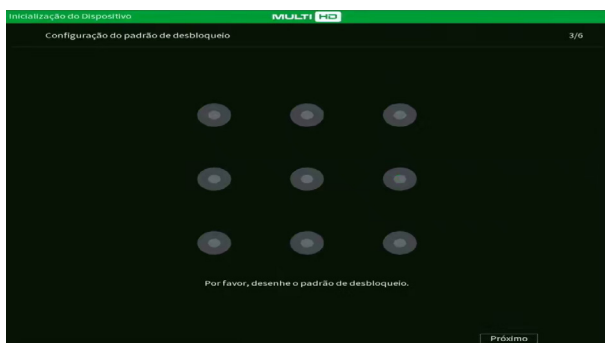 Inicialização do Dispositivo
MULTI HD
Configuração do padrão de desbloqueio
3/6
Por favor, desenhe o padrão de desbloqueio.
Próximo